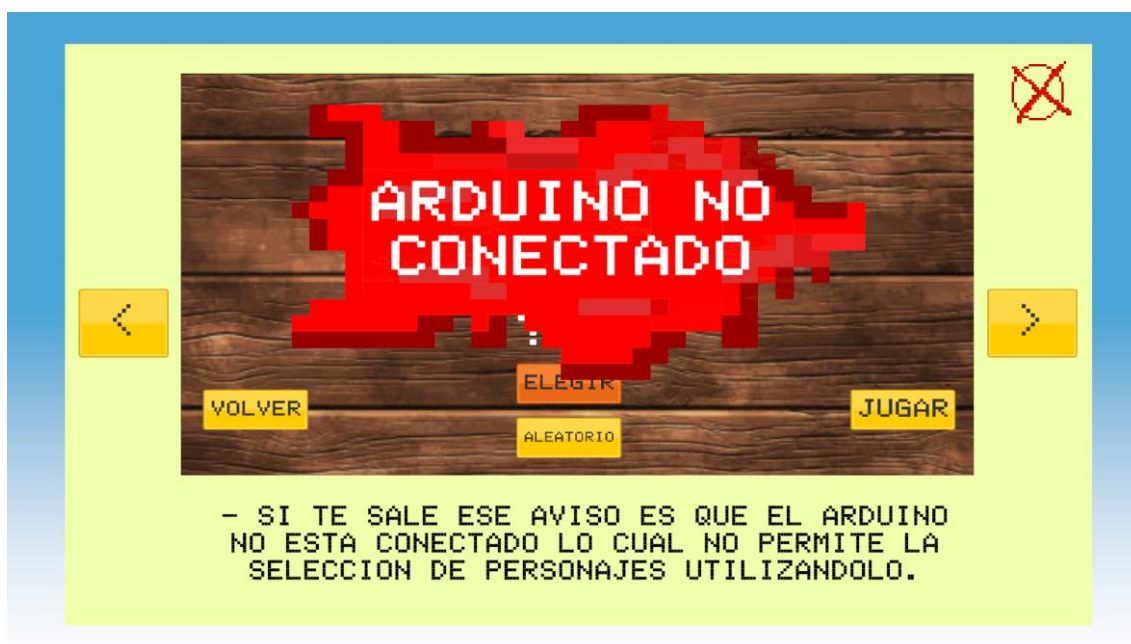 ARDUINO NO
CONECTADO
<
>
ELEGIR
VOLVER
JUGAR
ALEATORIO
- SI TE SALE ESE AVISO ES QUE EL ARDUINO
NO ESTA CONECTADO LO CUAL NO PERMITE LA
SELECCION DE PERSONAJES UTILIZANDOLO.